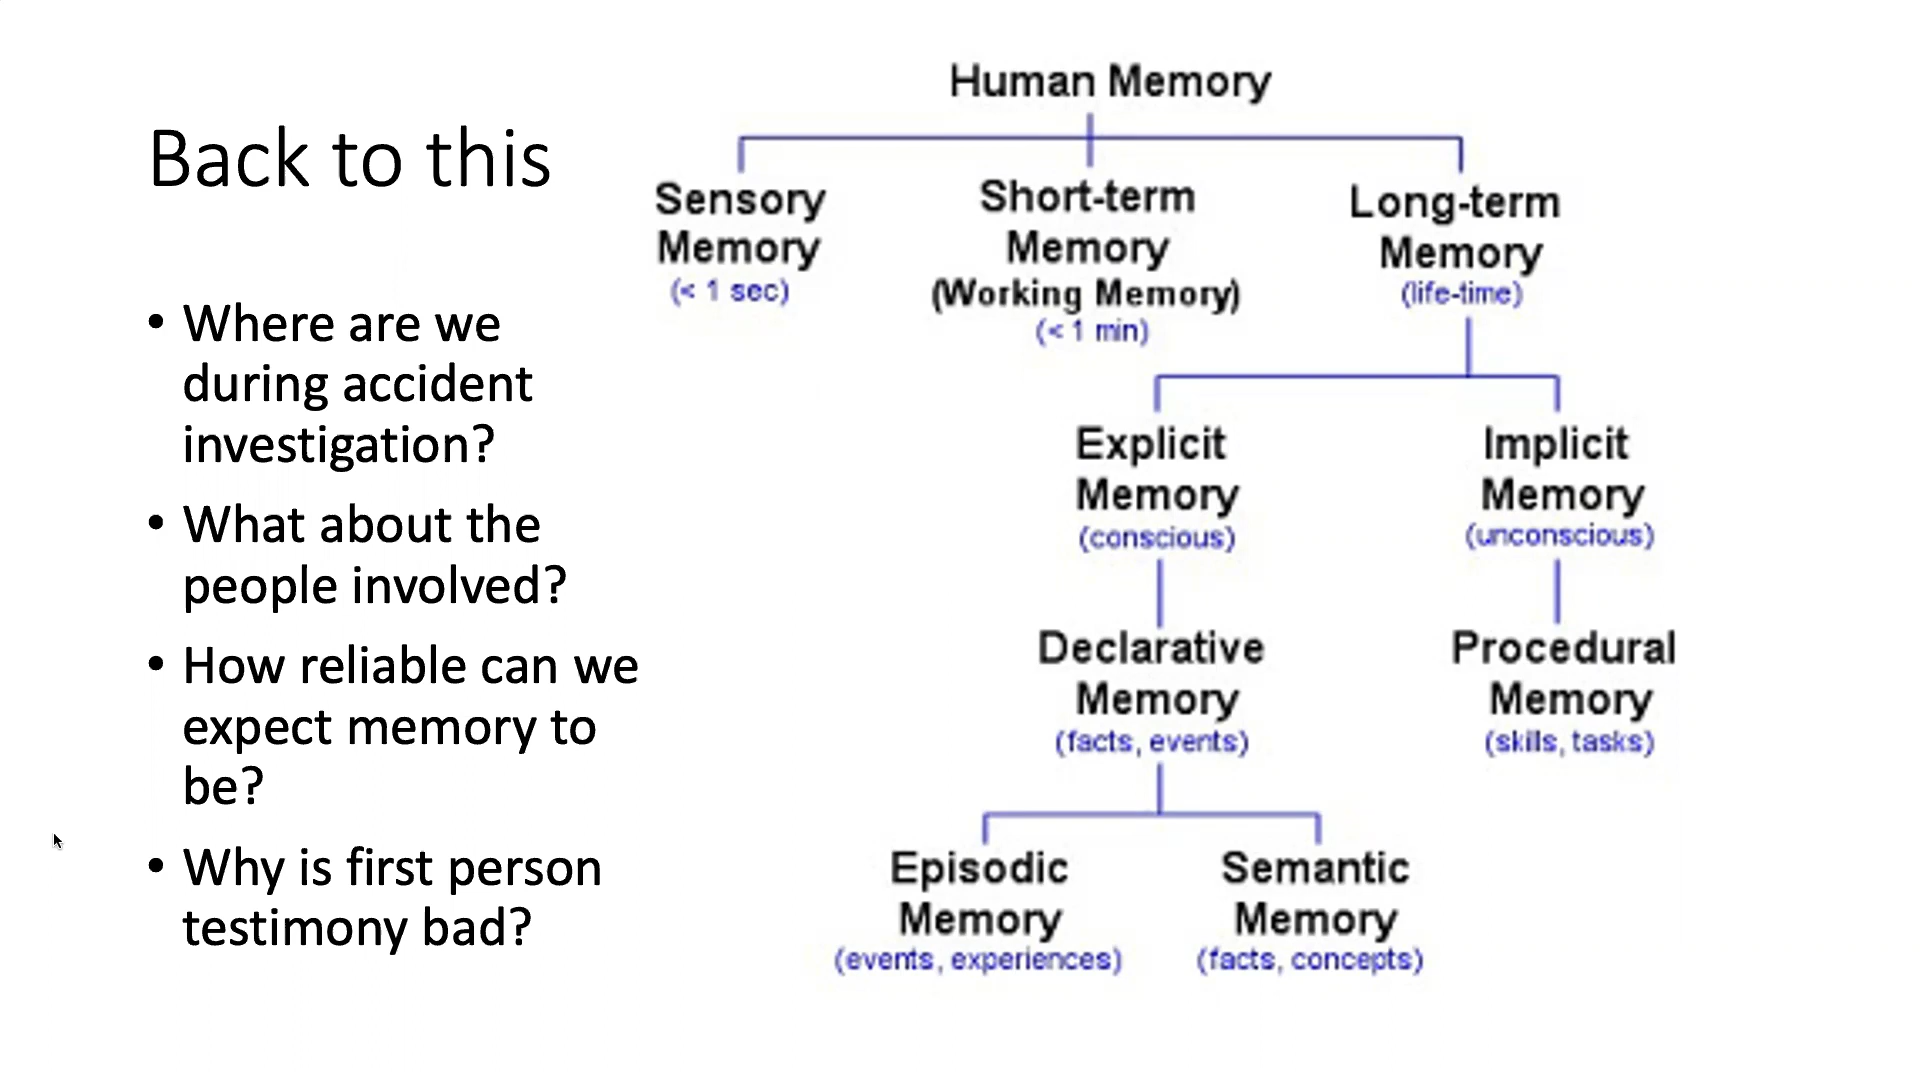 Back to this
• Where are we
during accident
investigation?
• What about the
people involved?
• How reliable can we
expect memory to
be?
• Why is first person
testimony bad?
Human Memory
Sensory
Memory
(< 1 sec)
Short-term
Memory
(Working Memory)
(< 1 min)
Long-term
Memory
(life-time)
Explicit
Memory
(conscious)
Implicit
Memory
(unconscious)
Declarative
Memory
(facts, events)
Procedural
Memory
(skills, tasks)
Episodic
Memory
(events, experiences)
Semantic
Memory
(facts, concepts)